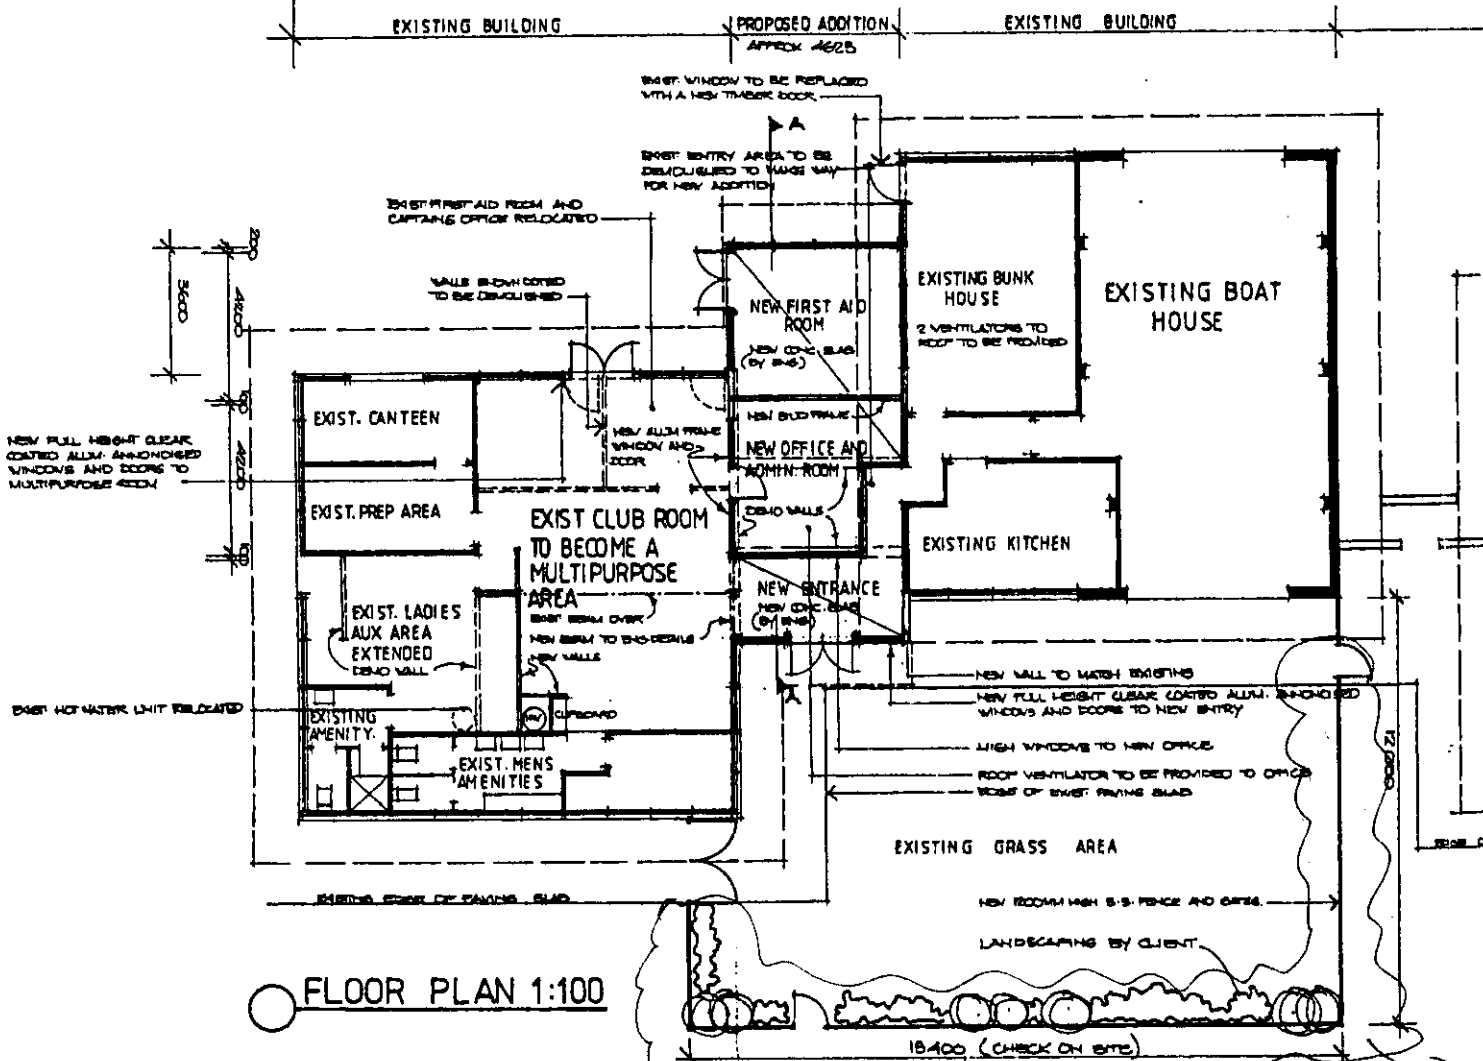 EXISTING BUILDING
PROPOSED ADDITION
APPROX 4625
EXISTING BUILDING
EXIST. WINDOW TO BE REPLACED
WITH A NEW TIMBER DOOR
A
EXIST ENTRY AREA TO BE
DEMOLISHED TO MAKE WAY
FOR NEW ADDITION
EXIST FIRST AID ROOM AND
CAPTAINS OFFICE RELOCATED
WALLS SHOWN DOTTED
TO BE DEMOLISHED
200
3600
4200
100
4200
100
NEW FIRST AID
ROOM
NEW CONC. SLAB
(BY ENG)
EXISTING BUNK
HOUSE
2 VENTILATORS TO
ROOF TO BE PROVIDED
EXISTING BOAT
HOUSE
EXIST. CANTEEN
NEW FULL HEIGHT CLEAR
COATED ALUM. ANNONDISED
WINDOWS AND DOORS TO
MULTIPURPOSE ROOM
NEW ALUM FRAME
WINDOW AND
DOOR
NEW STUD FRAME
NEW OFFICE AND
ADMIN. ROOM
DEMO WALLS
EXIST. PREP AREA
EXIST CLUB ROOM
TO BECOME A
MULTIPURPOSE
AREA
EXIST BEAM OVER
NEW BEAM TO ENG DETAILS
NEW WALLS
EXISTING KITCHEN
NEW ENTRANCE
NEW CONC. SLAB
(BY ENG)
EXIST. LADIES
AUX AREA
EXTENDED
DEMO WALL
EXIST HOT WATER UNIT RELOCATED
EXISTING
AMENITY.
HW
CUPBOARD
EXIST. MENS
AMENITIES
A
NEW WALL TO MATCH EXISTING
NEW FULL HEIGHT CLEAR COATED ALUM. ANNONDISED
WINDOWS AND DOORS TO NEW ENTRY
HIGH WINDOWS TO NEW OFFICE
ROOF VENTILATOR TO BE PROVIDED TO OFFICE
EDGE OF EXIST. PAVING SLAB
12000
EXISTING GRASS AREA
EXISTING EDGE OF PAVING SLAB
NEW 1200MM HIGH S.S. FENCE AND GATES.
LANDSCAPING BY CLIENT
FLOOR PLAN 1:100
18400 (CHECK ON SITE)